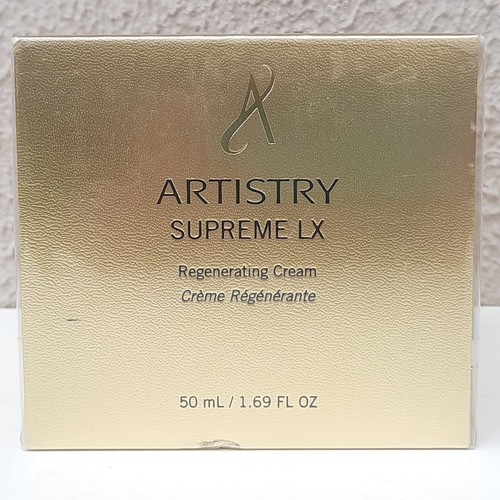 ARTISTRY
SUPREME LX
Regenerating Cream
Crème Régénérante
50 mL / 1.69 FL OZ